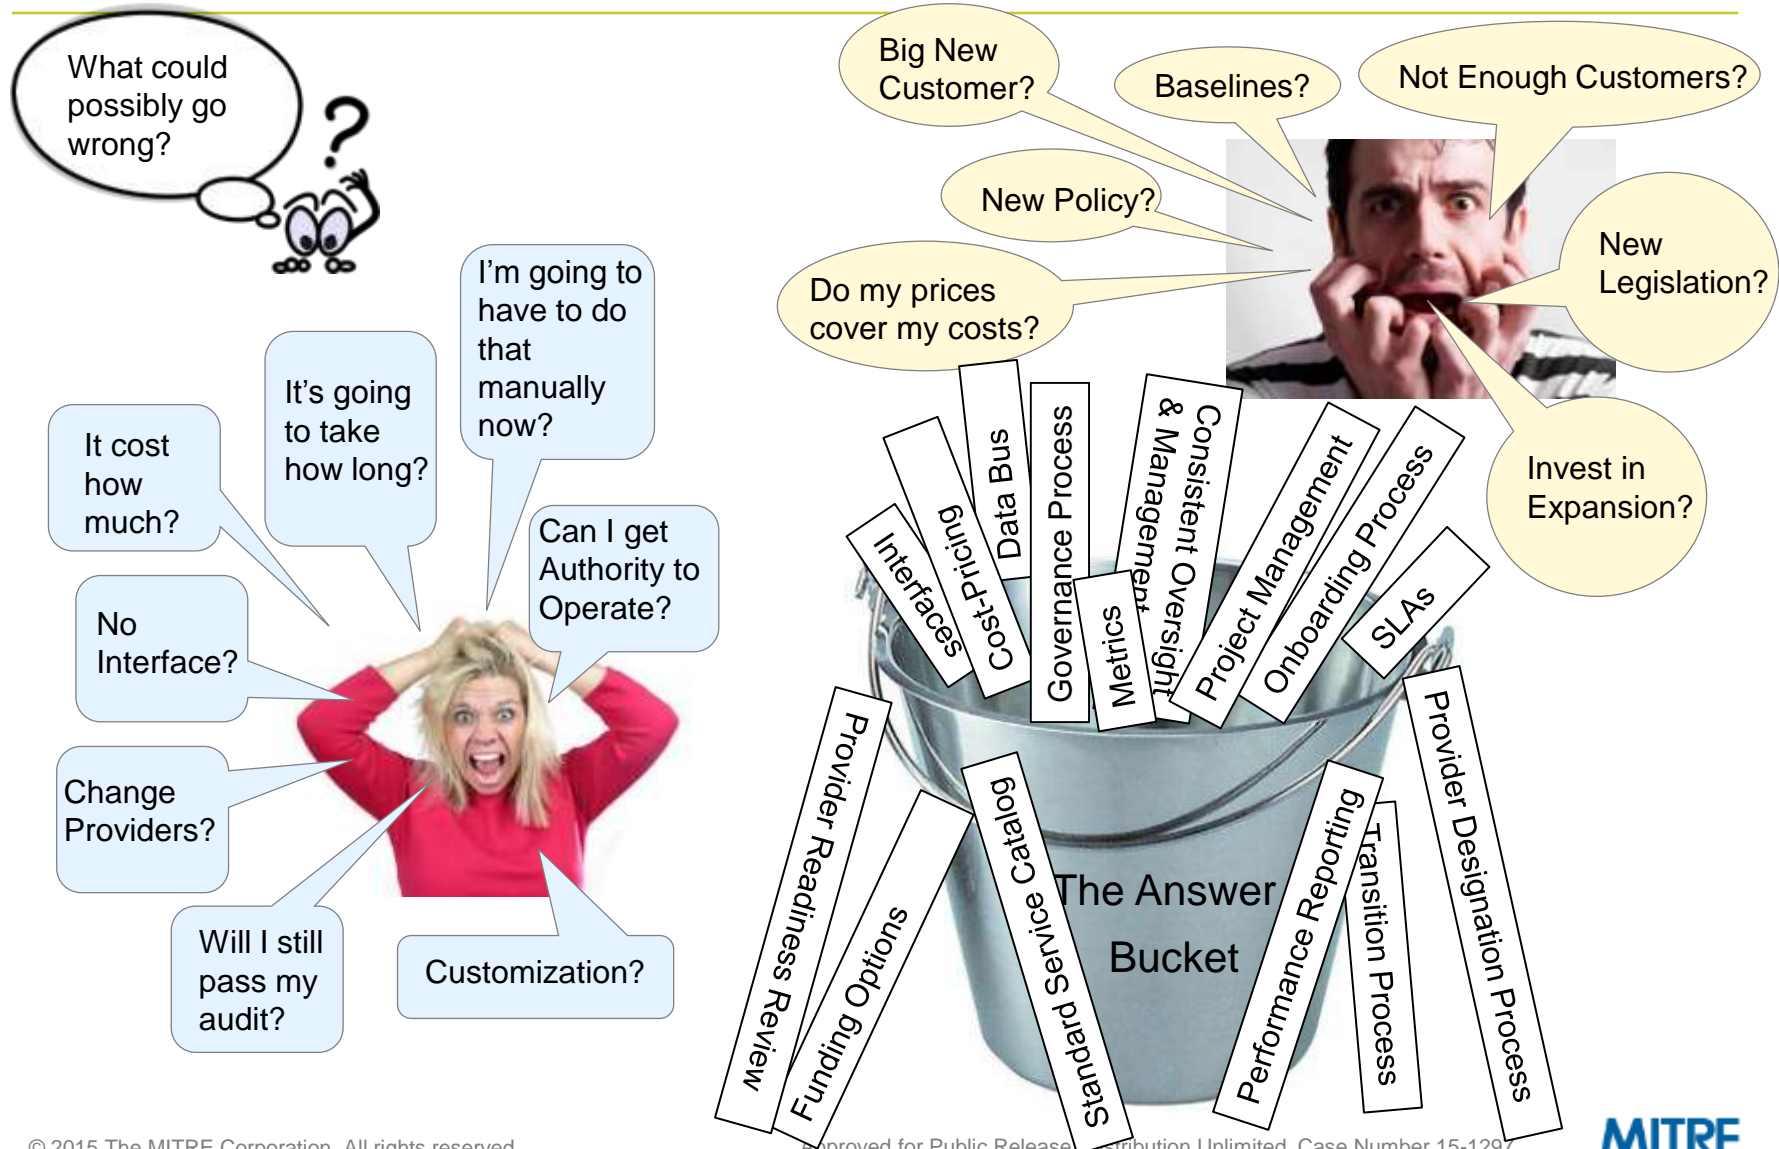 What could
possibly go
wrong?
?
Big New
Customer?
Baselines?
Not Enough Customers?
New Policy?
New
Legislation?
Do my prices
cover my costs?
Invest in
Expansion?
I'm going to
have to do
that
manually
now?
It's going
to take
how long?
It cost
how
much?
Can I get
Authority to
Operate?
No
Interface?
Change
Providers?
Will I still
pass my
audit?
Customization?
Interfaces
Cost-Pricing
Data Bus
Governance Process
Metrics
Consistent Oversight
& Management
Project Management
Onboarding Process
SLAs
Provider Readiness Review
Funding Options
Standard Service Catalog
The Answer
Bucket
Performance Reporting
Transition Process
Provider Designation Process
© 2015 The MITRE Corporation. All rights reserved
Approved for Public Release Distribution Unlimited. Case Number 15-1297
MITRE